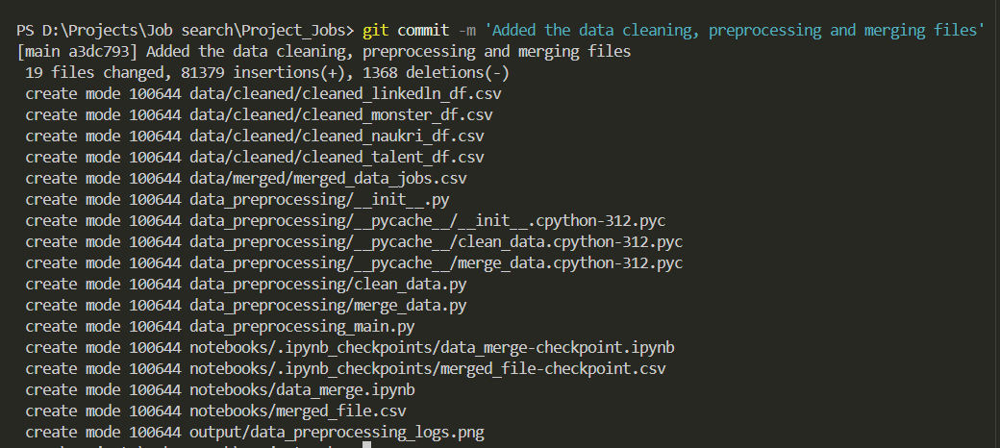 PS D:\Projects\Job search\Project_Jobs> git commit -m 'Added the data cleaning, preprocessing and merging files'
[main a3dc793] Added the data cleaning, preprocessing and merging files
 19 files changed, 81379 insertions(+), 1368 deletions(-)
 create mode 100644 data/cleaned/cleaned_linkedln_df.csv
 create mode 100644 data/cleaned/cleaned_monster_df.csv
 create mode 100644 data/cleaned/cleaned_naukri_df.csv
 create mode 100644 data/cleaned/cleaned_talent_df.csv
 create mode 100644 data/merged/merged_data_jobs.csv
 create mode 100644 data_preprocessing/__init__.py
 create mode 100644 data_preprocessing/__pycache__/__init__.cpython-312.pyc
 create mode 100644 data_preprocessing/__pycache__/clean_data.cpython-312.pyc
 create mode 100644 data_preprocessing/__pycache__/merge_data.cpython-312.pyc
 create mode 100644 data_preprocessing/clean_data.py
 create mode 100644 data_preprocessing/merge_data.py
 create mode 100644 data_preprocessing_main.py
 create mode 100644 notebooks/.ipynb_checkpoints/data_merge-checkpoint.ipynb
 create mode 100644 notebooks/.ipynb_checkpoints/merged_file-checkpoint.csv
 create mode 100644 notebooks/data_merge.ipynb
 create mode 100644 notebooks/merged_file.csv
 create mode 100644 output/data_preprocessing_logs.png